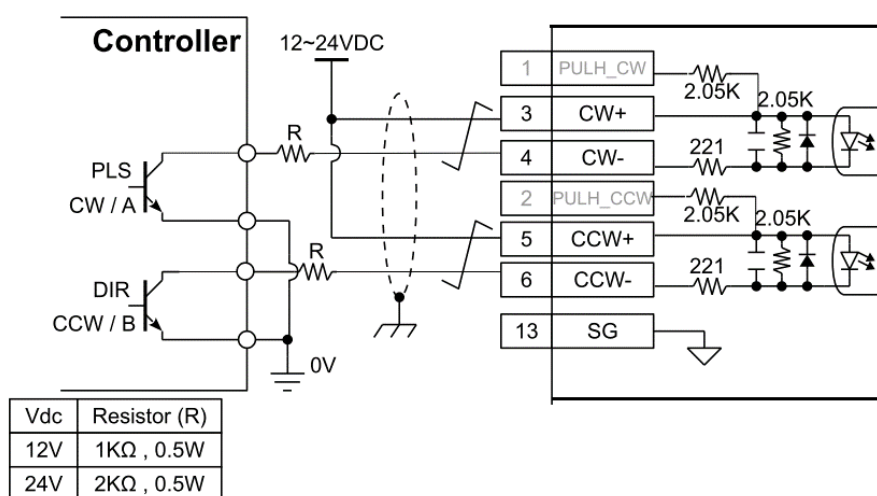 Controller
12~24VDC
1 PULH_CW
2.05K
2.05K
3 CW+
R
221
4 CW-
PLS
CW / A
2 PULH_CCW
2.05K
2.05K
R
5 CCW+
221
6 CCW-
DIR
CCW / B
13 SG
0V
Vdc Resistor (R)
12V 1KΩ , 0.5W
24V 2KΩ , 0.5W